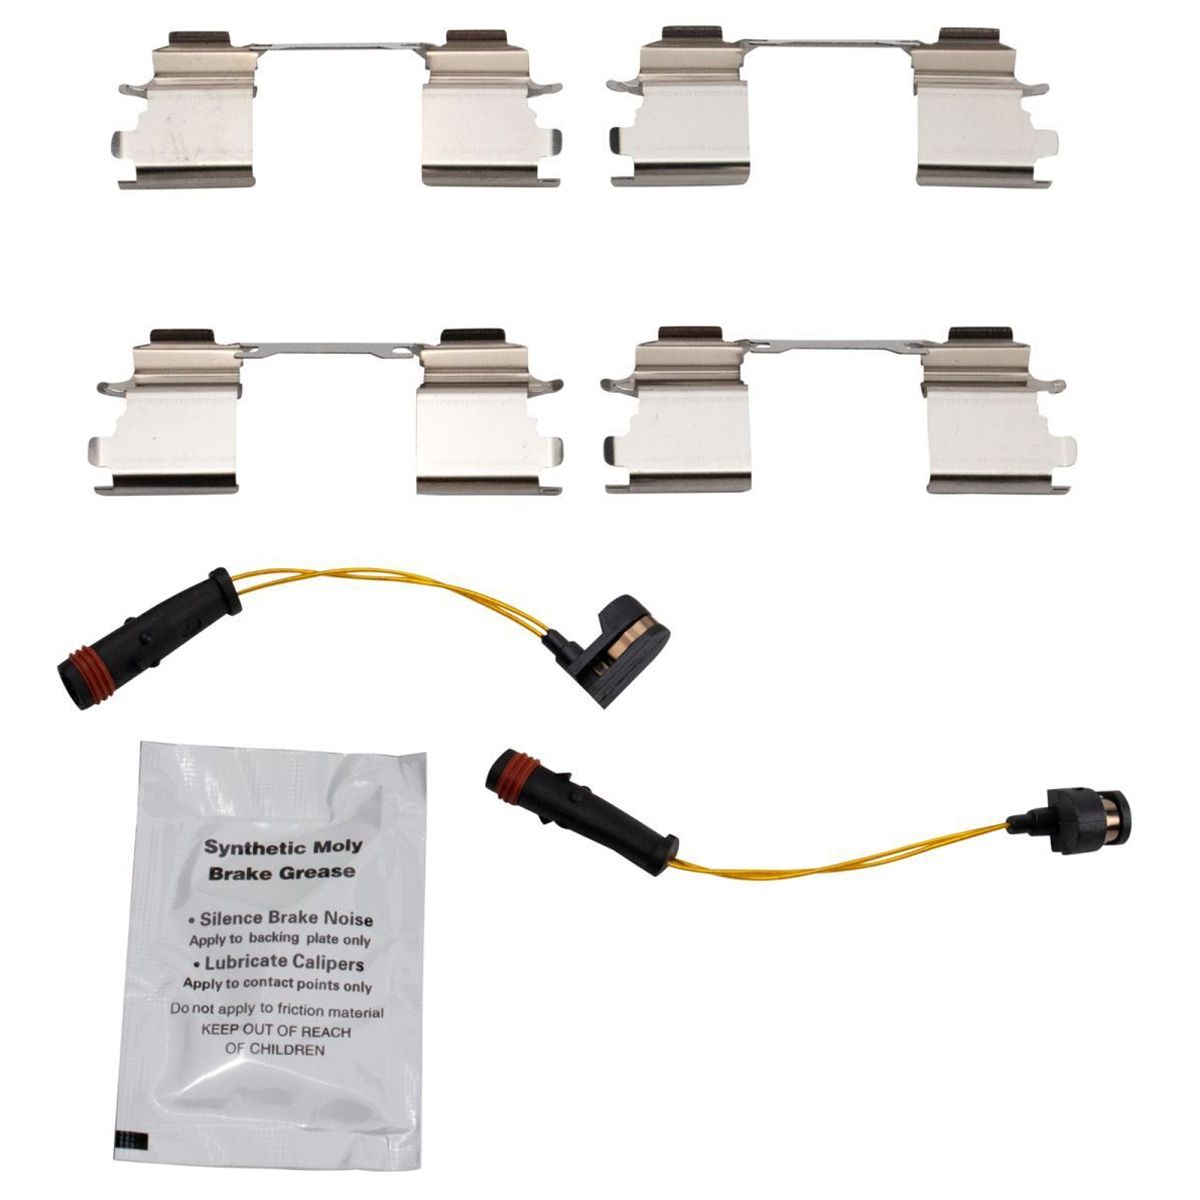 Synthetic Moly
Brake Grease
• Silence Brake Noise
Apply to backing plate only
• Lubricate Calipers
Apply to contact points only
Do not apply to friction material
KEEP OUT OF REACH
OF CHILDREN